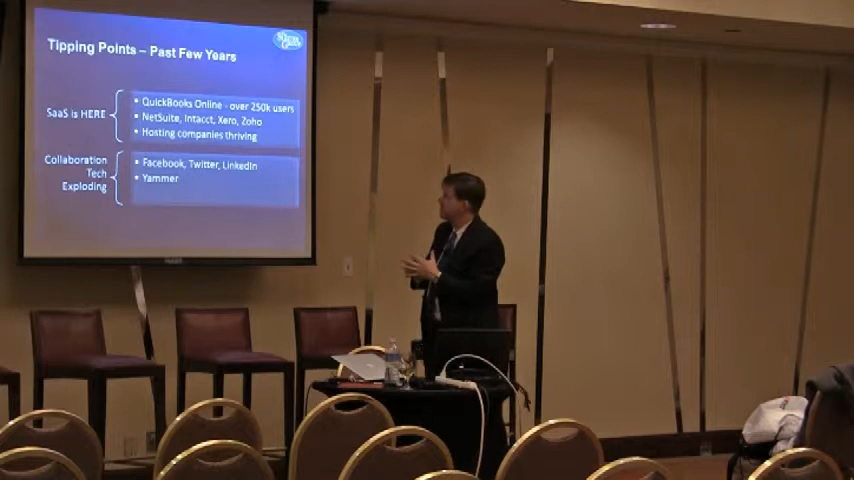 Tipping Points – Past Few Years
SaaS is HERE
• QuickBooks Online - over 250k users
• NetSuite, Intacct, Xero, Zoho
• Hosting companies thriving
Collaboration
Tech
Exploding
• Facebook, Twitter, LinkedIn
• Yammer